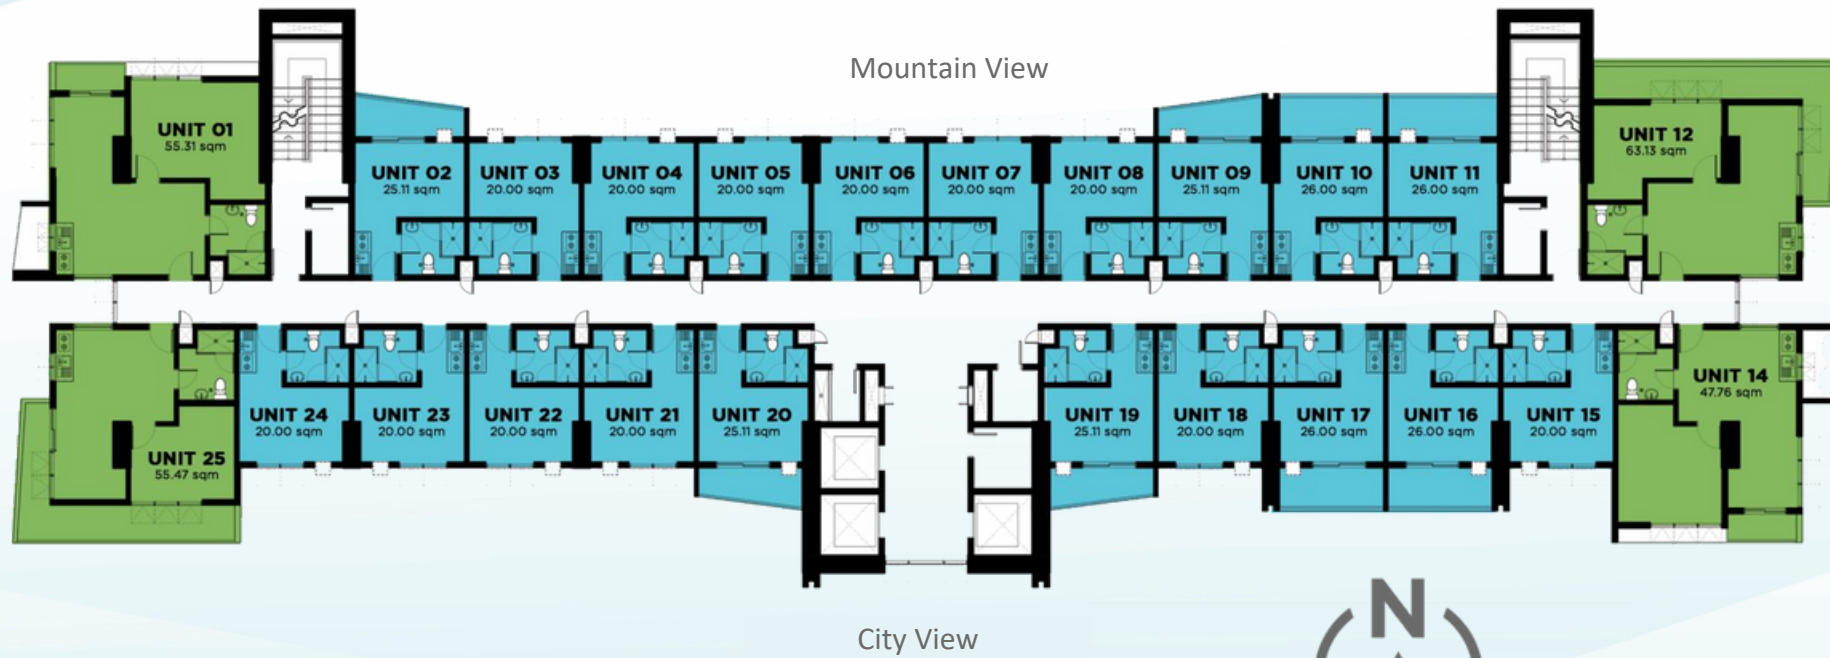 Mountain View
UNIT 01
55.31 sqm
UNIT 02
25.11 sqm
UNIT 03
20.00 sqm
UNIT 04
20.00 sqm
UNIT 05
20.00 sqm
UNIT 06
20.00 sqm
UNIT 07
20.00 sqm
UNIT 08
20.00 sqm
UNIT 09
25.11 sqm
UNIT 10
26.00 sqm
UNIT 11
26.00 sqm
UNIT 12
63.13 sqm
UNIT 25
55.47 sqm
UNIT 24
20.00 sqm
UNIT 23
20.00 sqm
UNIT 22
20.00 sqm
UNIT 21
20.00 sqm
UNIT 20
25.11 sqm
UNIT 19
25.11 sqm
UNIT 18
20.00 sqm
UNIT 17
26.00 sqm
UNIT 16
26.00 sqm
UNIT 15
20.00 sqm
UNIT 14
47.76 sqm
N
City View